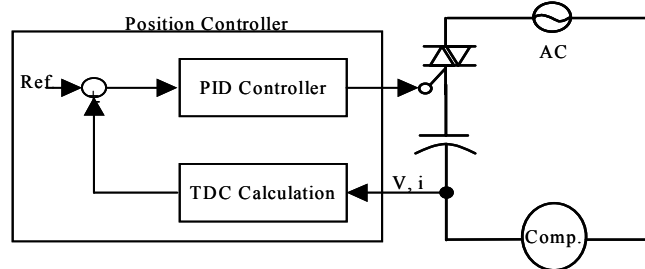 Position Controller
AC
Ref
PID Controller
TDC Calculation
V, i
Comp.